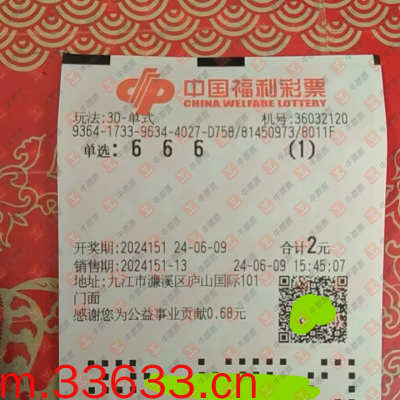 中国福利彩票
CHINA WELFARE LOTTERY
玩法:3D-单式 机号:36032120
9364-1733-9634-4027-D758/81450973/8011F
单选: 6 6 6 (1)
开奖期:2024151 24-06-09 合计2元
销售期:2024151-13 24-06-09 15:45:07
地址:九江市濂溪区庐山国际101
门面
感谢您为公益事业贡献0.68元
m.33633.cn